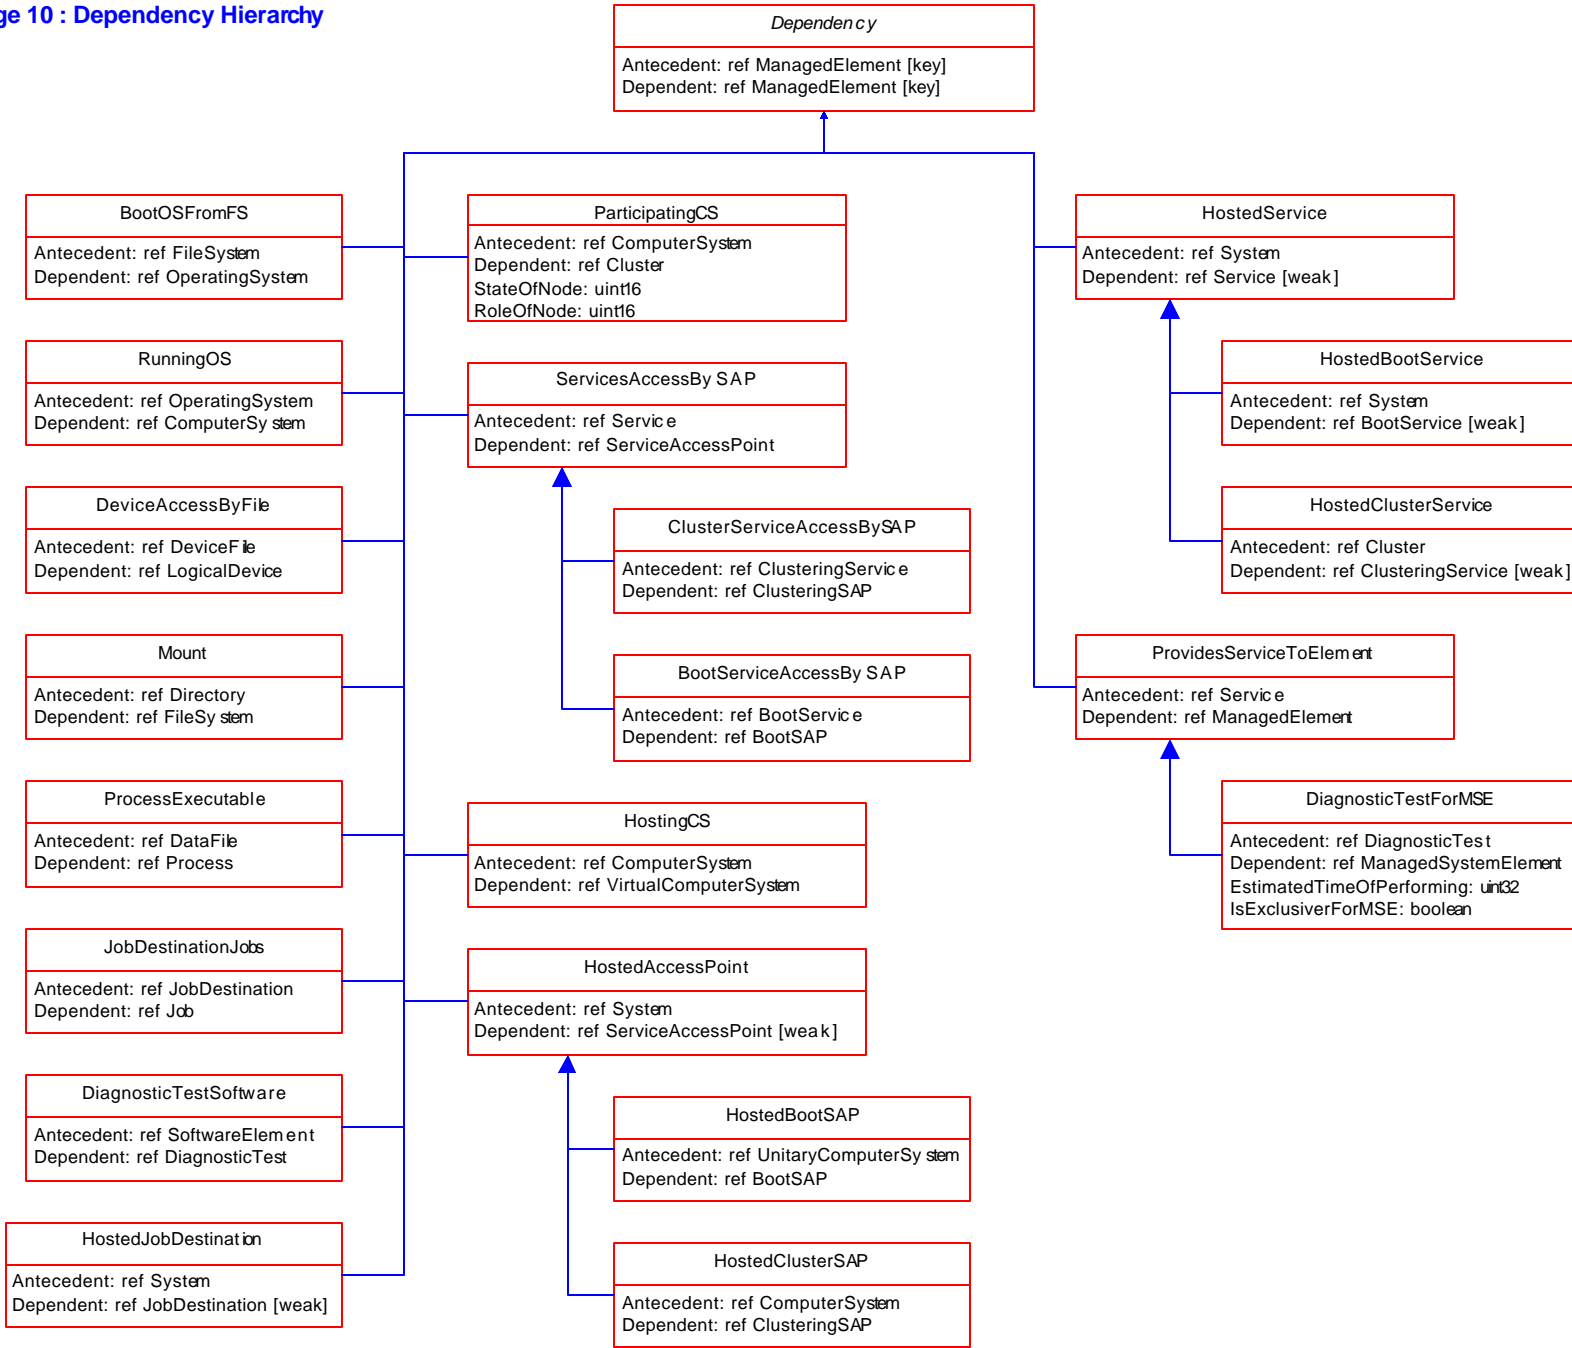 ge 10 : Dependency Hierarchy
Dependency
Antecedent: ref ManagedElement [key]
Dependent: ref ManagedElement [key]
BootOSFromFS
Antecedent: ref FileSystem
Dependent: ref OperatingSystem
RunningOS
Antecedent: ref OperatingSystem
Dependent: ref ComputerSystem
DeviceAccessByFile
Antecedent: ref DeviceFile
Dependent: ref LogicalDevice
Mount
Antecedent: ref Directory
Dependent: ref FileSystem
ProcessExecutable
Antecedent: ref DataFile
Dependent: ref Process
JobDestinationJobs
Antecedent: ref JobDestination
Dependent: ref Job
DiagnosticTestSoftware
Antecedent: ref SoftwareElement
Dependent: ref DiagnosticTest
HostedJobDestination
Antecedent: ref System
Dependent: ref JobDestination [weak]
ParticipatingCS
Antecedent: ref ComputerSystem
Dependent: ref Cluster
StateOfNode: uint16
RoleOfNode: uint16
ServicesAccessBySAP
Antecedent: ref Service
Dependent: ref ServiceAccessPoint
ClusterServiceAccessBySAP
Antecedent: ref ClusteringService
Dependent: ref ClusteringSAP
BootServiceAccessBySAP
Antecedent: ref BootService
Dependent: ref BootSAP
HostingCS
Antecedent: ref ComputerSystem
Dependent: ref VirtualComputerSystem
HostedAccessPoint
Antecedent: ref System
Dependent: ref ServiceAccessPoint [weak]
HostedBootSAP
Antecedent: ref UnitaryComputerSystem
Dependent: ref BootSAP
HostedClusterSAP
Antecedent: ref ComputerSystem
Dependent: ref ClusteringSAP
HostedService
Antecedent: ref System
Dependent: ref Service [weak]
HostedBootService
Antecedent: ref System
Dependent: ref BootService [weak]
HostedClusterService
Antecedent: ref Cluster
Dependent: ref ClusteringService [weak]
ProvidesServiceToElement
Antecedent: ref Service
Dependent: ref ManagedElement
DiagnosticTestForMSE
Antecedent: ref DiagnosticTest
Dependent: ref ManagedSystemElement
EstimatedTimeOfPerforming: uint32
IsExclusiverForMSE: boolean